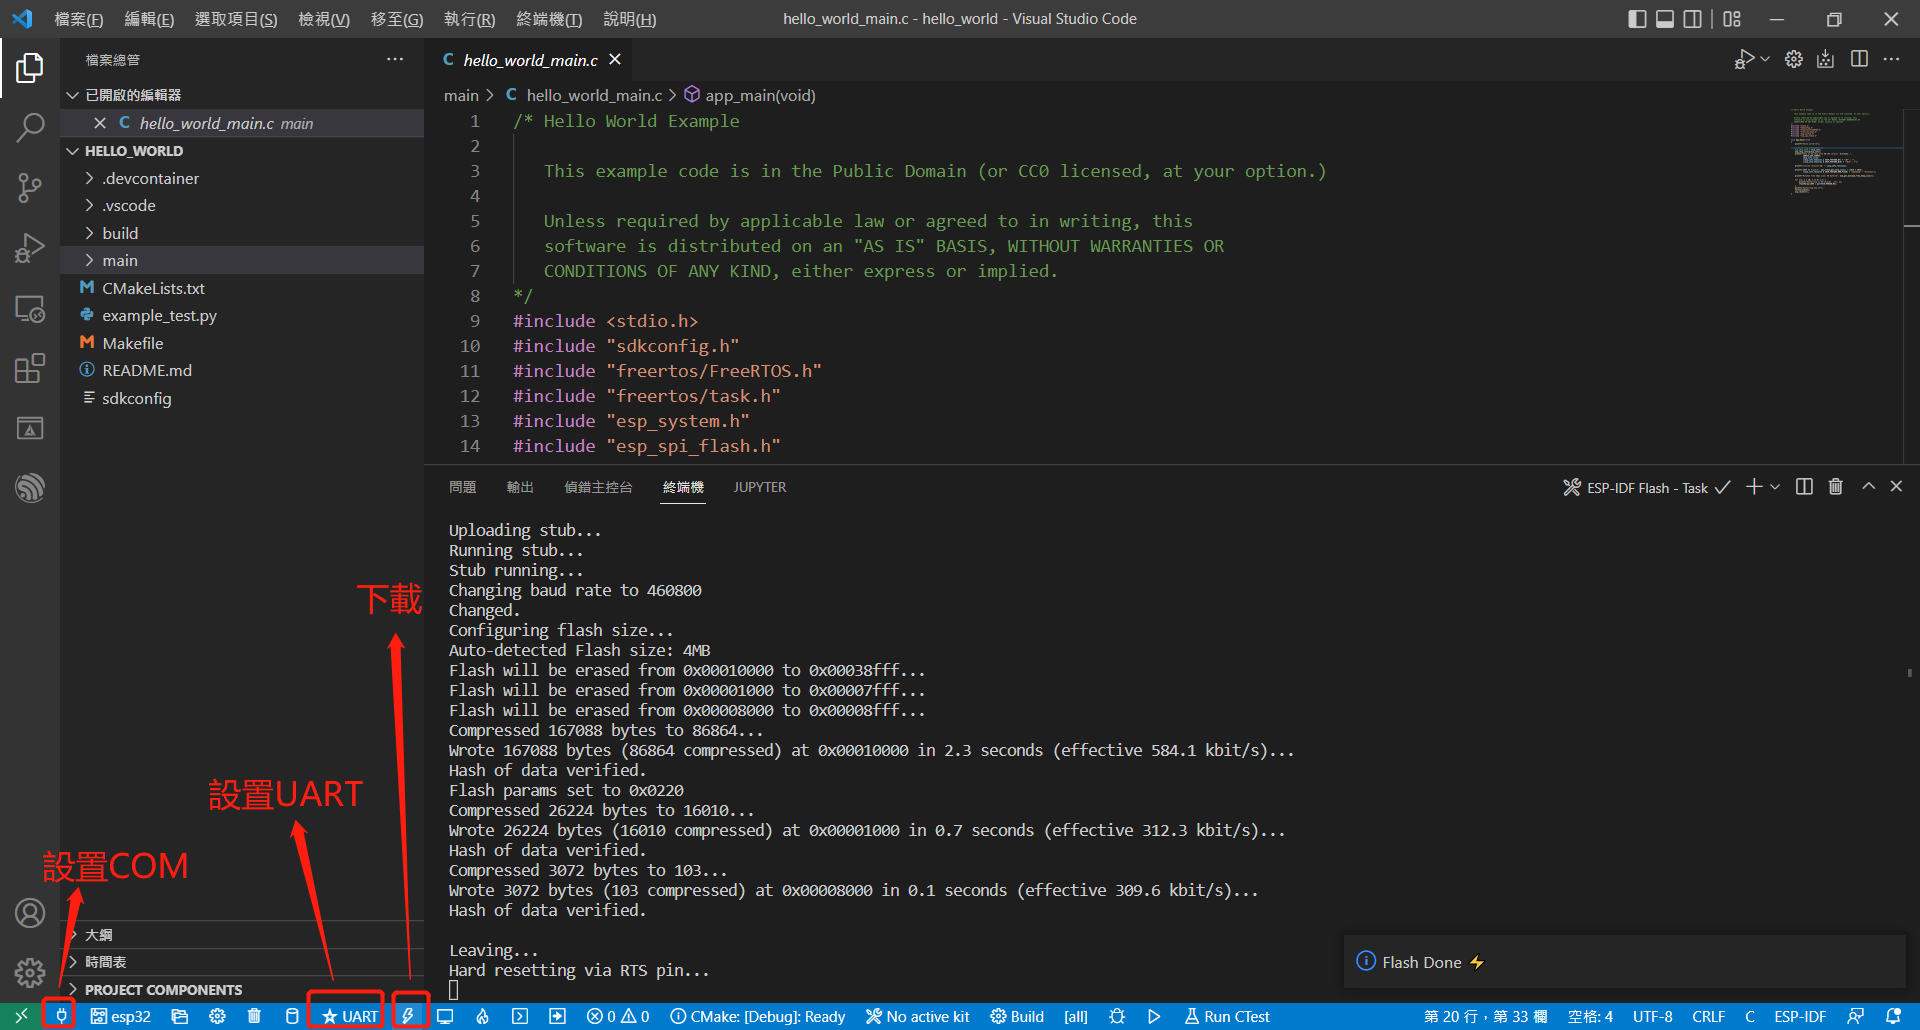 檔案(F) 編輯(E) 選取項目(S) 檢視(V) 移至(G) 執行(R) 終端機(T) 說明(H)
hello_world_main.c - hello_world - Visual Studio Code
檔案總管
已開啟的編輯器
hello_world_main.c main
HELLO_WORLD
.devcontainer
.vscode
build
main
CMakeLists.txt
example_test.py
Makefile
README.md
sdkconfig
大綱
時間表
PROJECT COMPONENTS
C hello_world_main.c
main > C hello_world_main.c > app_main(void)
1 /* Hello World Example
2
3 This example code is in the Public Domain (or CC0 licensed, at your option.)
4
5 Unless required by applicable law or agreed to in writing, this
6 software is distributed on an "AS IS" BASIS, WITHOUT WARRANTIES OR
7 CONDITIONS OF ANY KIND, either express or implied.
8 */
9 #include <stdio.h>
10 #include "sdkconfig.h"
11 #include "freertos/FreeRTOS.h"
12 #include "freertos/task.h"
13 #include "esp_system.h"
14 #include "esp_spi_flash.h"
問題 輸出 偵錯主控台 終端機 JUPYTER
ESP-IDF Flash - Task
Uploading stub...
Running stub...
Stub running...
Changing baud rate to 460800
Changed.
Configuring flash size...
Auto-detected Flash size: 4MB
Flash will be erased from 0x00010000 to 0x00038fff...
Flash will be erased from 0x00001000 to 0x00007fff...
Flash will be erased from 0x00008000 to 0x00008fff...
Compressed 167088 bytes to 86864...
Wrote 167088 bytes (86864 compressed) at 0x00010000 in 2.3 seconds (effective 584.1 kbit/s)...
Hash of data verified.
Flash params set to 0x0220
Compressed 26224 bytes to 16010...
Wrote 26224 bytes (16010 compressed) at 0x00001000 in 0.7 seconds (effective 312.3 kbit/s)...
Hash of data verified.
Compressed 3072 bytes to 103...
Wrote 3072 bytes (103 compressed) at 0x00008000 in 0.1 seconds (effective 309.6 kbit/s)...
Hash of data verified.
Leaving...
Hard resetting via RTS pin...
下載
設置UART
設置COM
Flash Done
esp32 UART 0 0 CMake: [Debug]: Ready No active kit Build [all] Run CTest 第 20 行，第 33 欄 空格: 4 UTF-8 CRLF C ESP-IDF